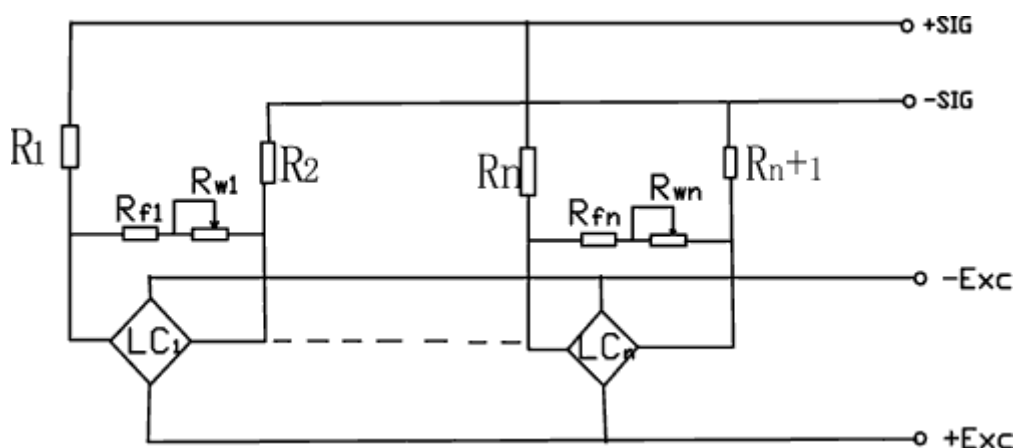 +SIG
-SIG
R1
R2
Rn
Rn+1
Rf1
Rw1
Rfn
Rwn
-Exc
LC1
LCn
+Exc